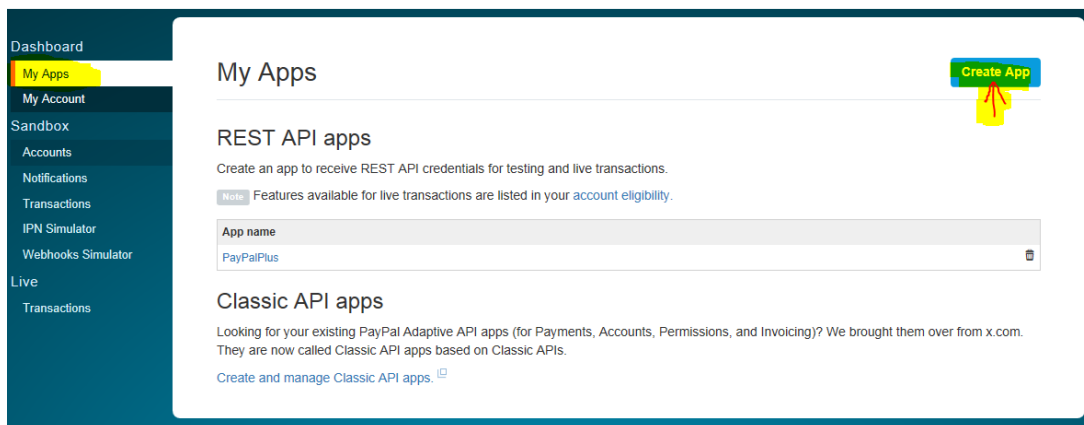 Dashboard
My Apps
My Account
Sandbox
Accounts
Notifications
Transactions
IPN Simulator
Webhooks Simulator
Live
Transactions
My Apps
Create App
REST API apps
Create an app to receive REST API credentials for testing and live transactions.
Note Features available for live transactions are listed in your account eligibility.
App name
PayPalPlus
Classic API apps
Looking for your existing PayPal Adaptive API apps (for Payments, Accounts, Permissions, and Invoicing)? We brought them over from x.com.
They are now called Classic API apps based on Classic APIs.
Create and manage Classic API apps.